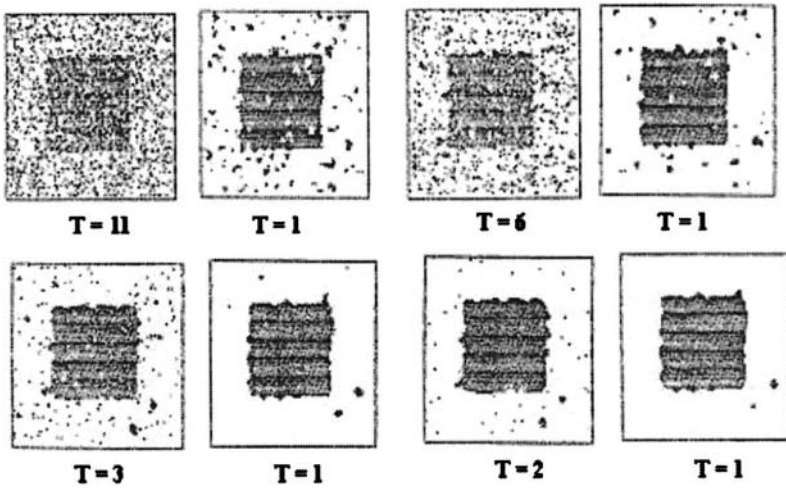 T = 11 T = 1 T = 6 T = 1
T = 3 T = 1 T = 2 T = 1